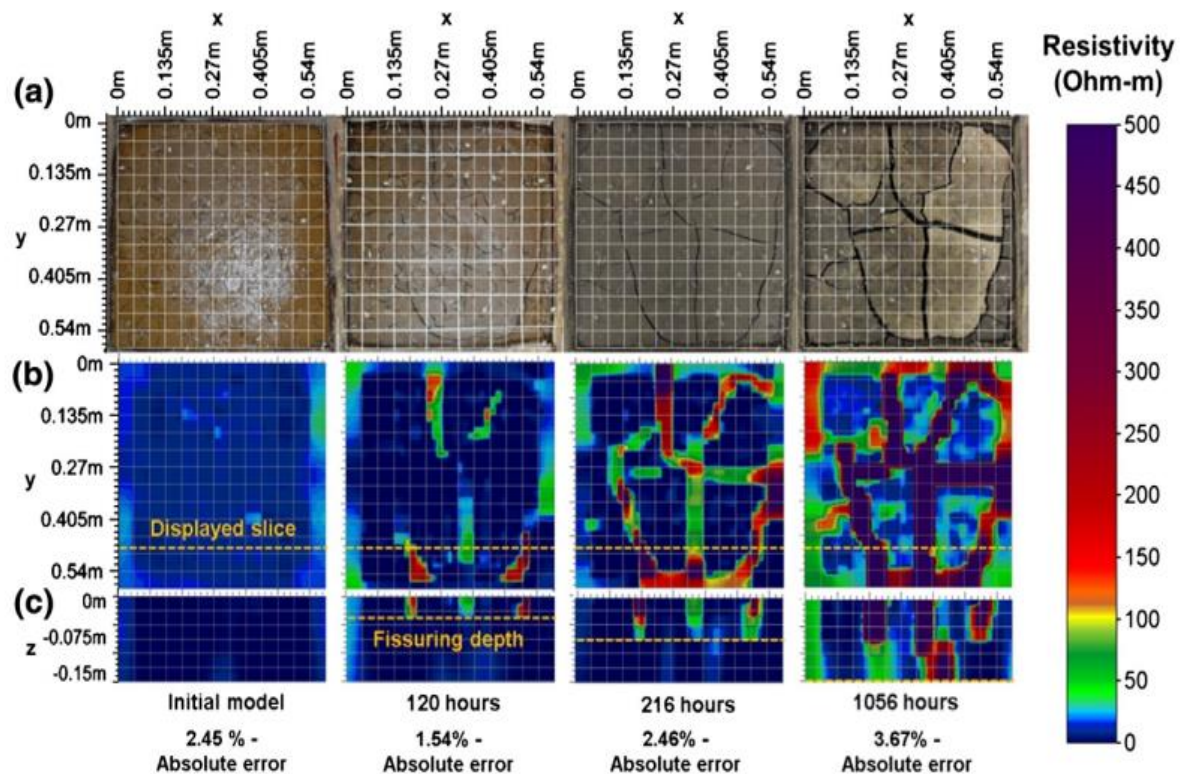 x x x x
0m 0.135m 0.27m 0.405m 0.54m 0m 0.135m 0.27m 0.405m 0.54m 0m 0.135m 0.27m 0.405m 0.54m 0m 0.135m 0.27m 0.405m 0.54m
Resistivity
(Ohm-m)
(a)
0m
0.135m
0.27m
y
0.405m
0.54m
(b)
0m
0.135m
0.27m
y
0.405m
Displayed slice
0.54m
(c)
0m
-0.075m
Fissuring depth
z
-0.15m
500
450
400
350
300
250
200
150
100
50
0
Initial model 120 hours 216 hours 1056 hours
2.45 % - 1.54% - 2.46% - 3.67% -
Absolute error Absolute error Absolute error Absolute error